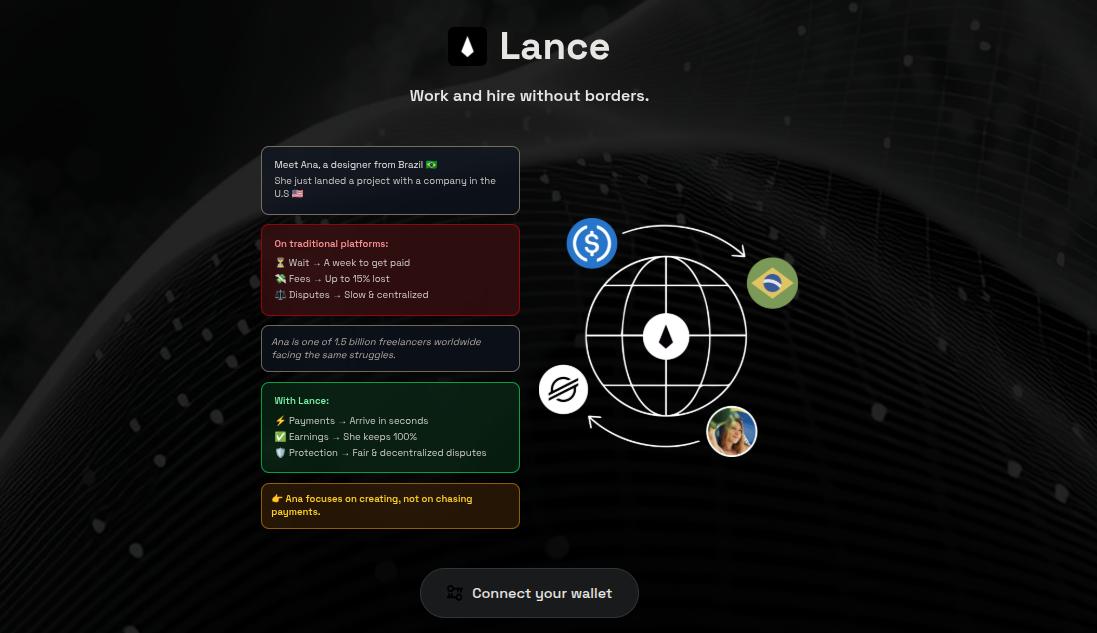 Lance
Work and hire without borders.
Meet Ana, a designer from Brazil 🇧🇷
She just landed a project with a company in the
U.S 🇺🇸
On traditional platforms:
⏳ Wait → A week to get paid
💸 Fees → Up to 15% lost
⚖️ Disputes → Slow & centralized
Ana is one of 1.5 billion freelancers worldwide
facing the same struggles.
With Lance:
⚡ Payments → Arrive in seconds
✅ Earnings → She keeps 100%
🛡️ Protection → Fair & decentralized disputes
👉 Ana focuses on creating, not on chasing
payments.
Connect your wallet